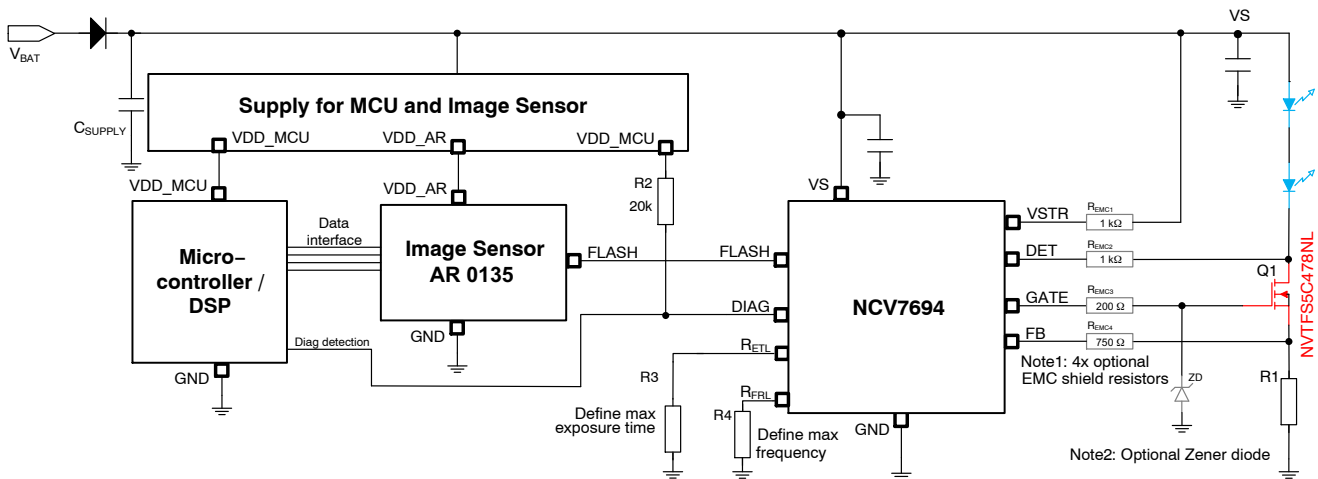 VS
VBAT
Supply for MCU and Image Sensor
CSUPPLY
VDD_MCU
VDD_AR
VDD_MCU
VDD_MCU
VDD_AR
R2
20k
VS
Data
interface
Micro–
controller /
DSP
Image Sensor
AR 0135
FLASH
FLASH
NCV7694
VSTR
REMC1
1 kΩ
DET
REMC2
1 kΩ
Q1
NVTFS5C478NL
GATE
REMC3
200 Ω
DIAG
FB
REMC4
750 Ω
GND
Diag detection
RETL
Note1: 4x optional
EMC shield resistors
GND
R3
ZD
R1
RFRL
Define max
exposure time
R4
Define max
frequency
GND
Note2: Optional Zener diode